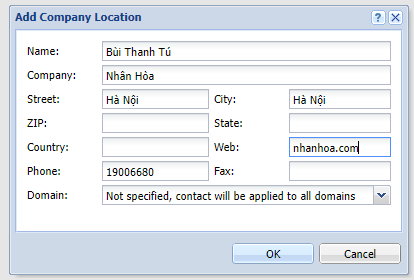 Add Company Location
Name: Bùi Thanh Tú
Company: Nhân Hòa
Street: Hà Nội City: Hà Nội
ZIP: State:
Country: Web: nhanhoa.com
Phone: 19006680 Fax:
Domain: Not specified, contact will be applied to all domains
OK Cancel